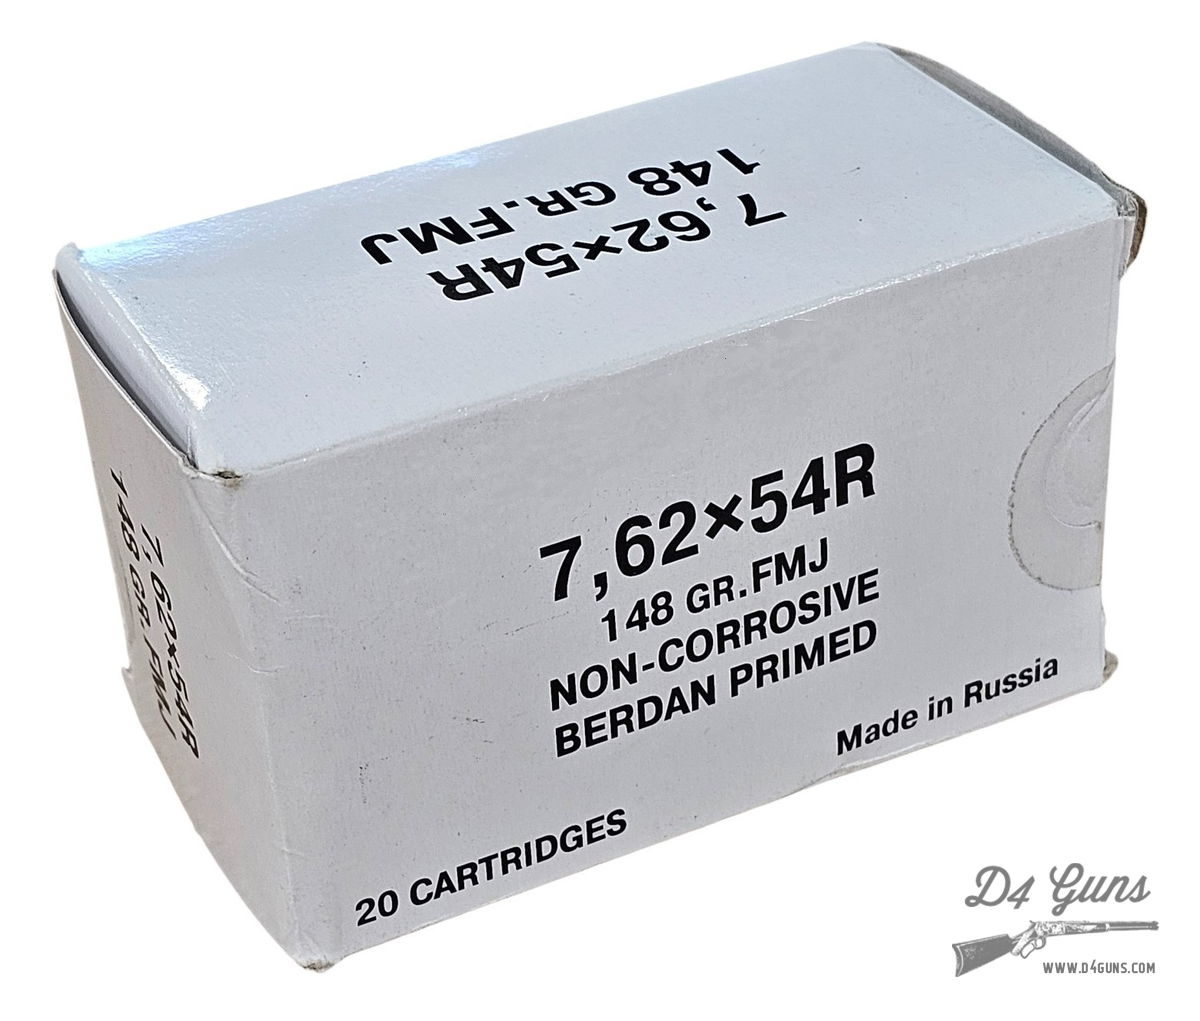 7,62×54R
148 GR.FMJ
7,62×54R
148 GR.FMJ
NON-CORROSIVE
BERDAN PRIMED
Made in Russia
20 CARTRIDGES
7,62×54R
148 GR.FMJ
D4 Guns
WWW.D4GUNS.COM